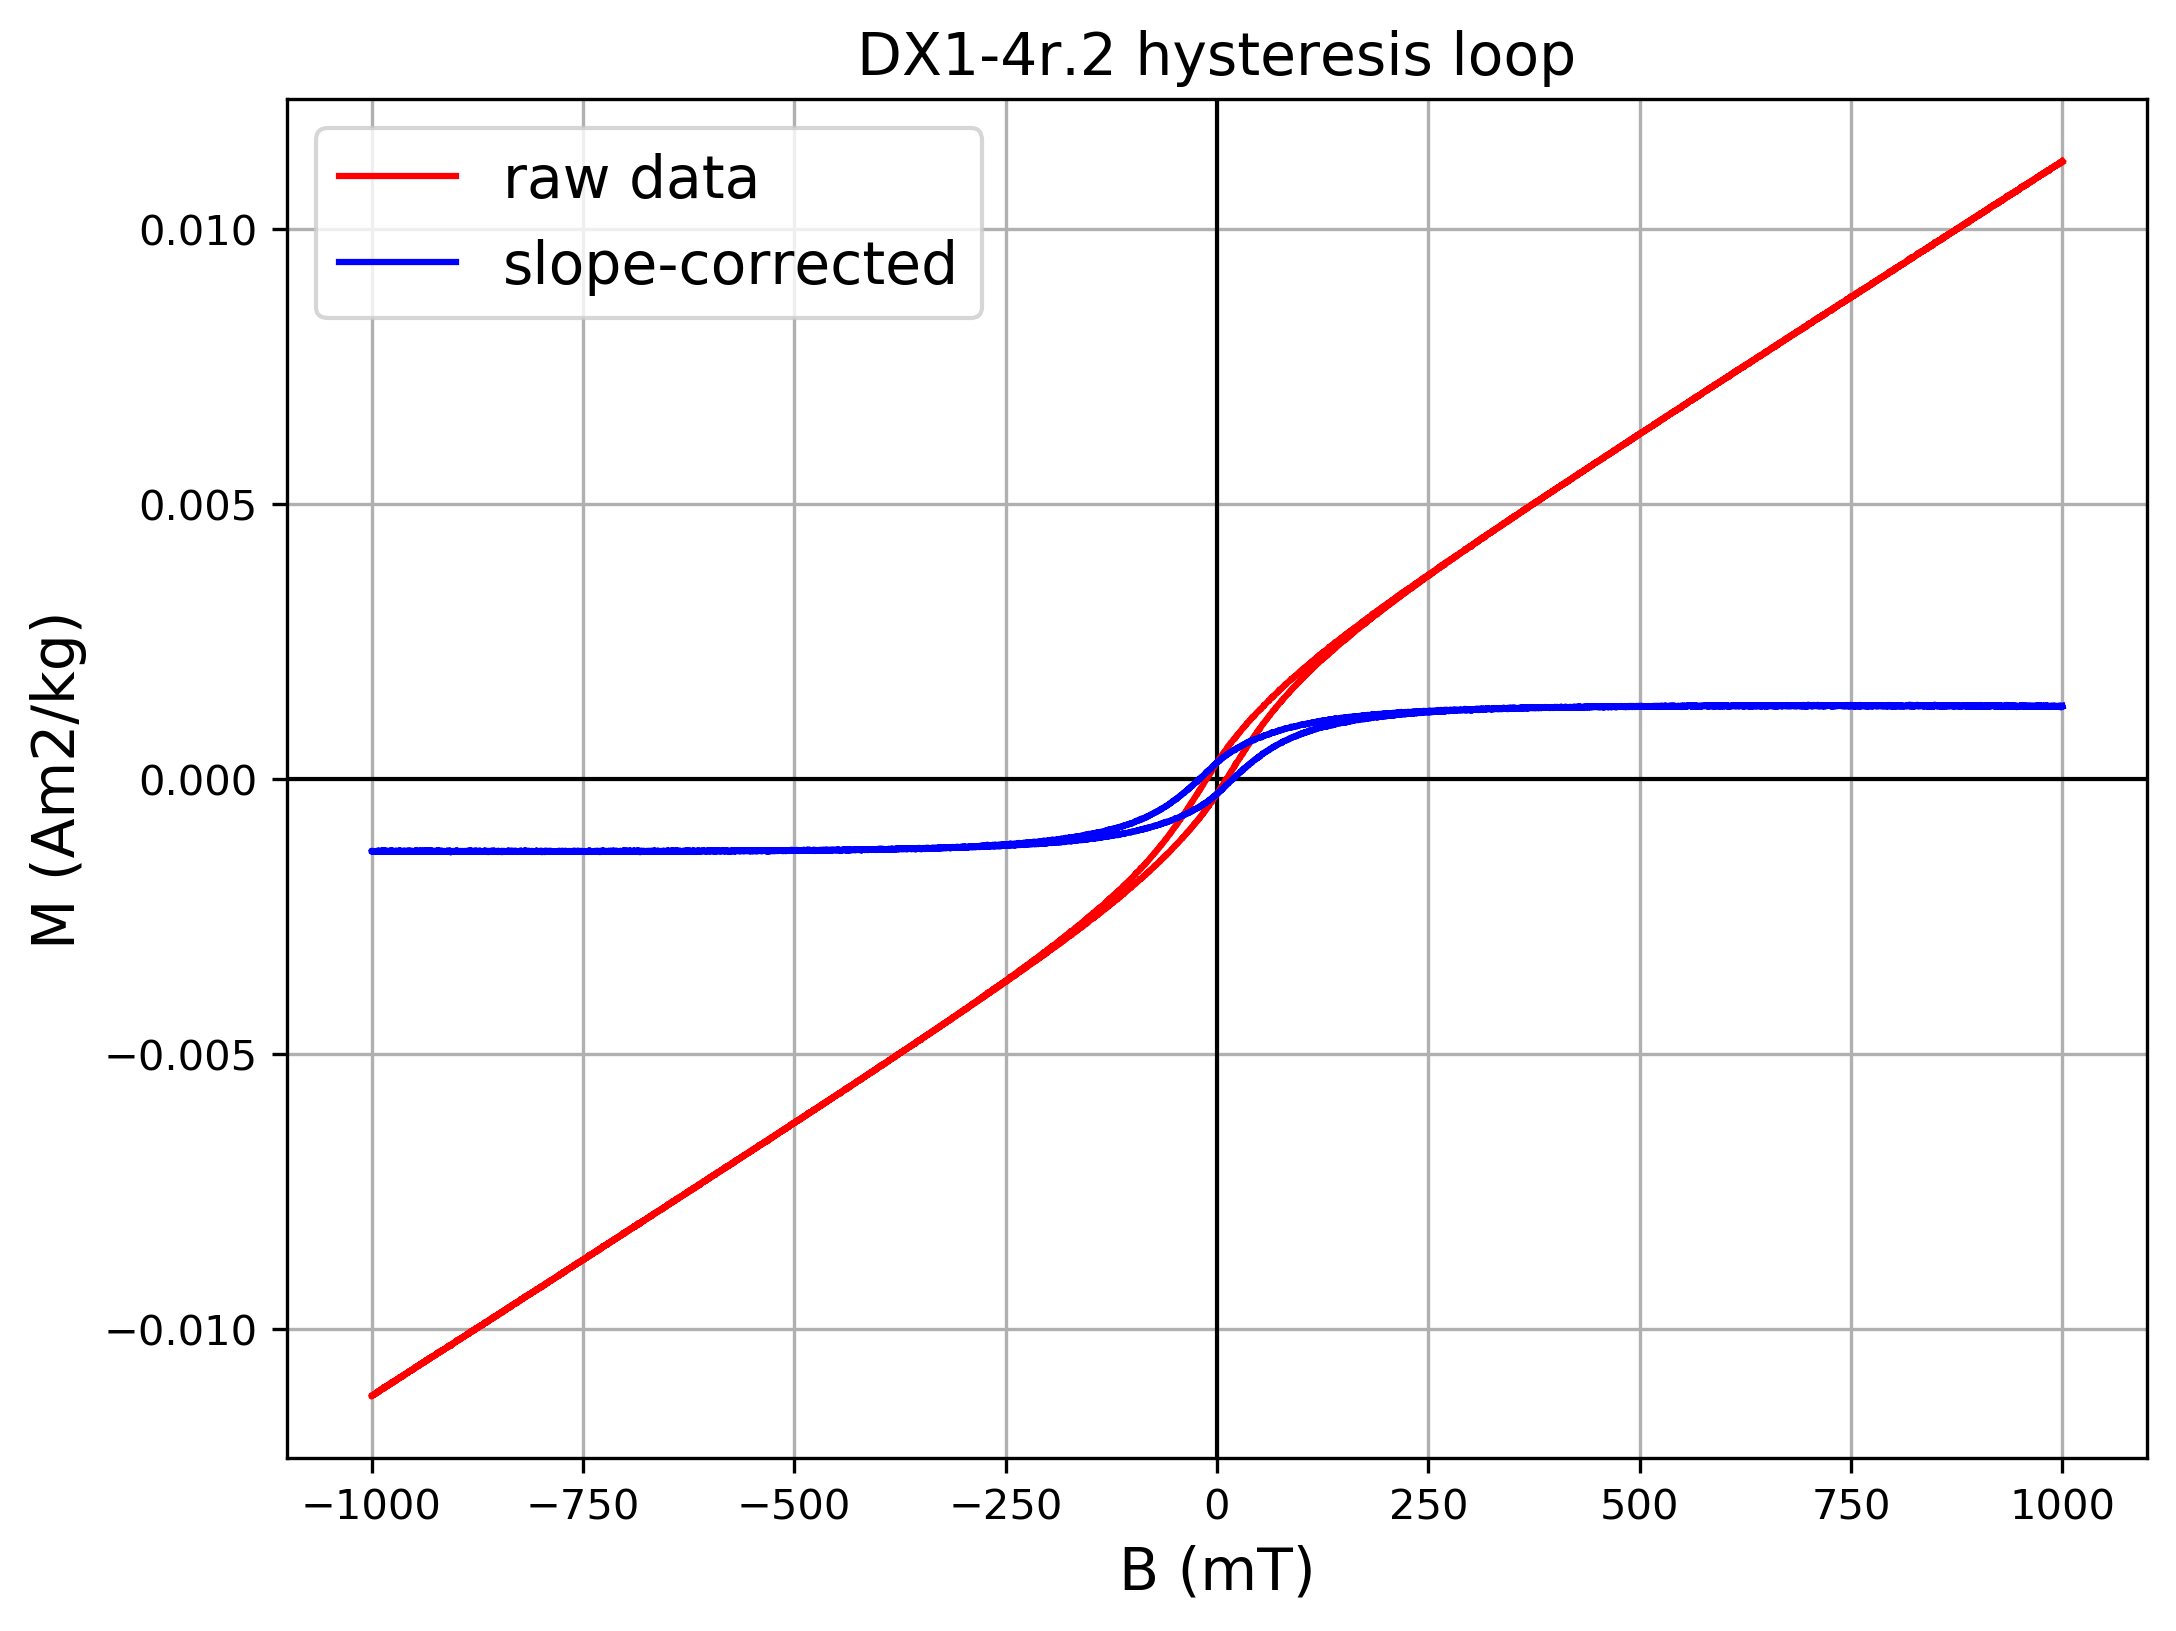 DX1-4r.2 hysteresis loop
raw data
slope-corrected
0.010
0.005
0.000
−0.005
−0.010
M (Am2/kg)
−1000 −750 −500 −250 0 250 500 750 1000
B (mT)